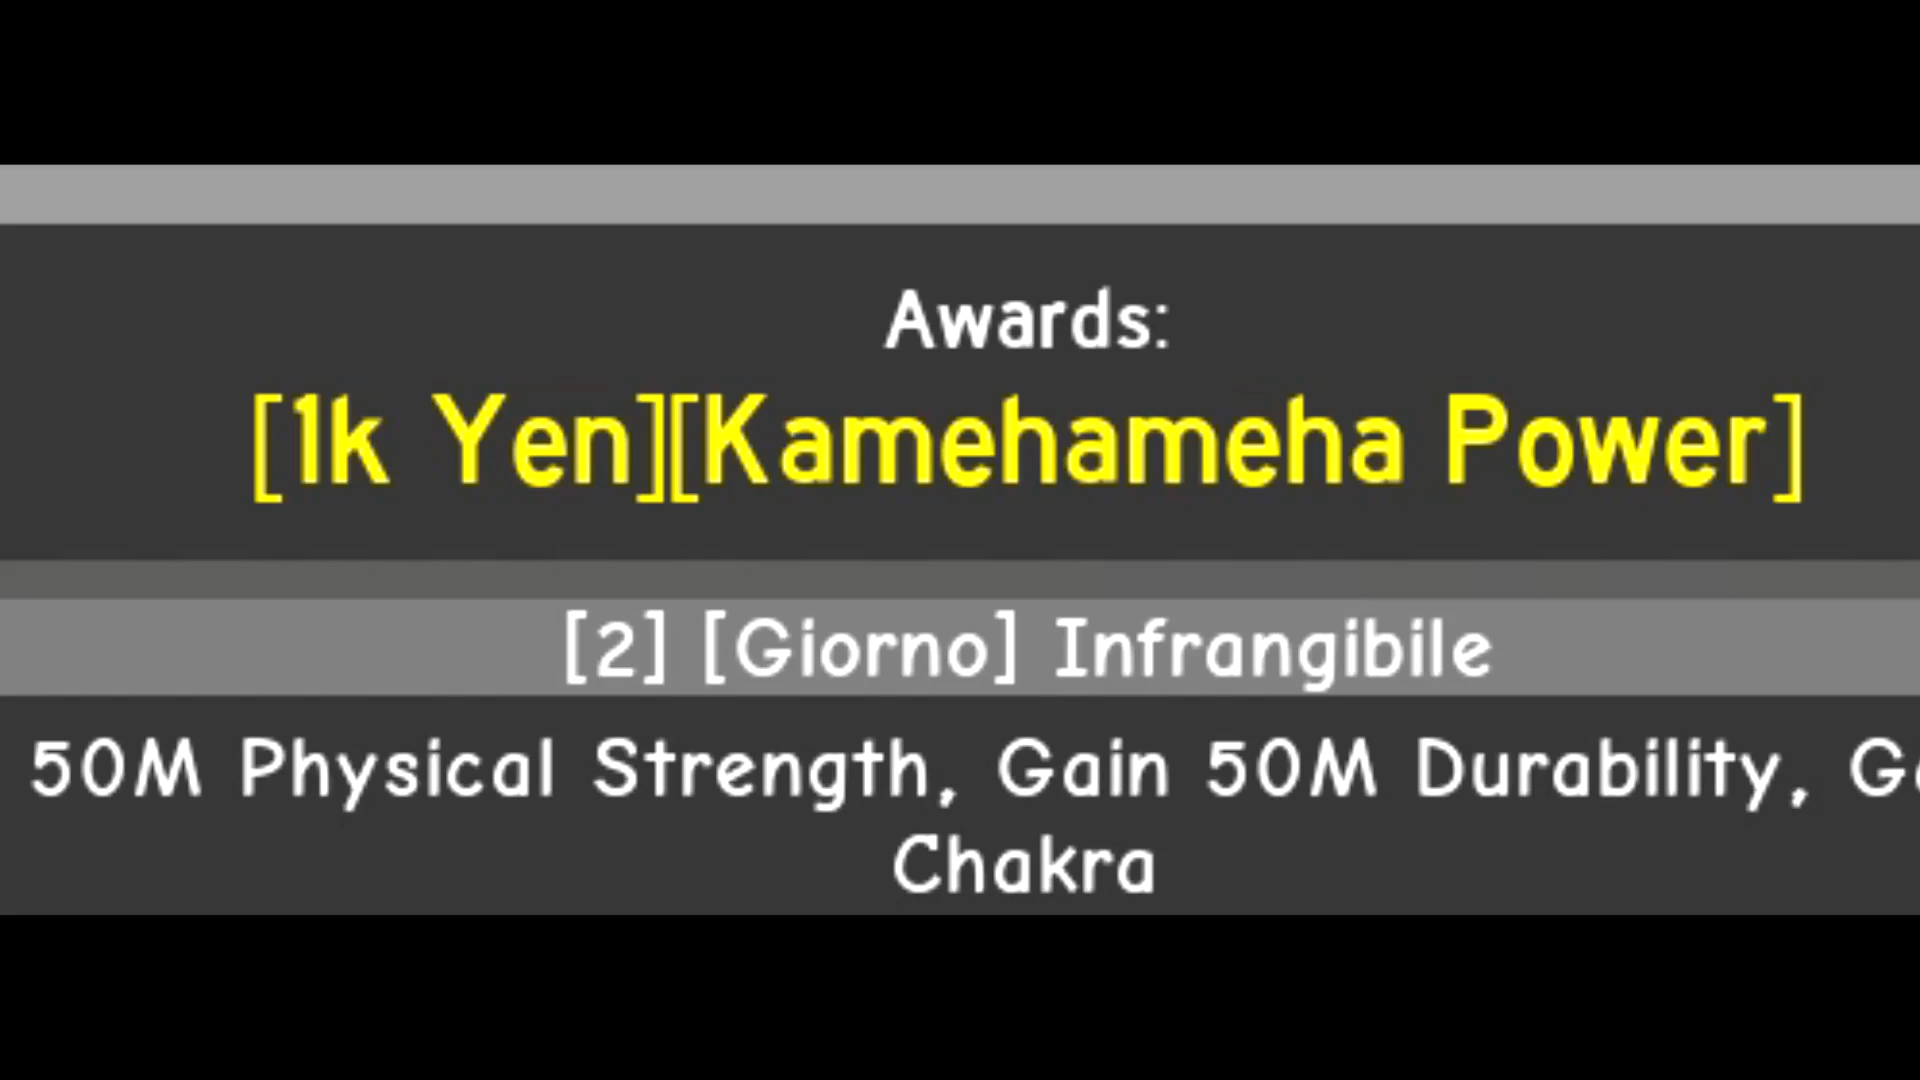 Awards:
[1k Yen][Kamehameha Power]
[2] [Giorno] Infrangibile
50M Physical Strength, Gain 50M Durability,
Chakra